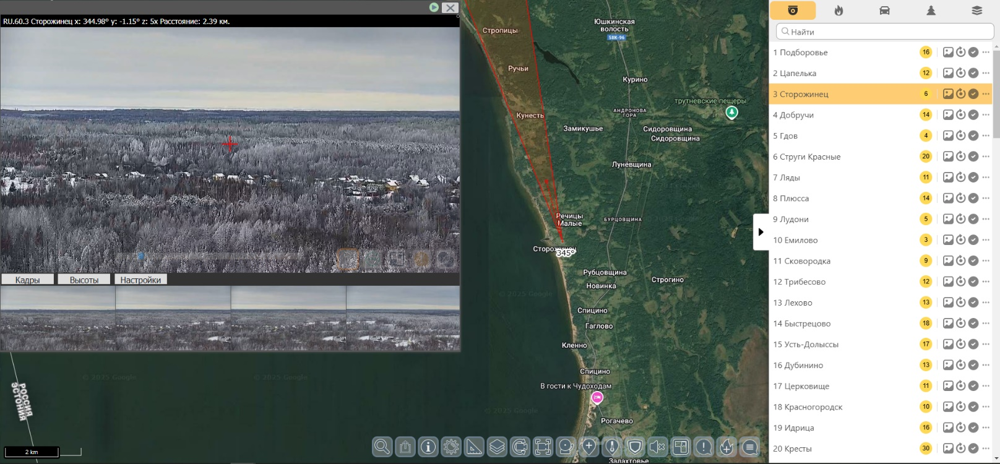 RU.60.3 Сторожинец x: 344.98° y: -1.15° z: 5x Расстояние: 2.39 км.
Кадры
Высоты
Настройки
Стропицы
Юшкинская
волость
58К-96
Ручьи
Курино
трутневские пещеры
Кунесть
АНДРОНОВА
ГОРА
Замикушье
Сидоровщина
Сидоровщина
Лунёвщина
Речицы
Малые
БУРЦОВЩИНА
345°
Рубцовщина
Новинка
Строгино
Спицино
Гаглово
Кленно
Спицино
В гости к Чудоходам
Рогачево
Залахтовье
© 2025 Google
© 2025 Google
© 2025 Google
© 2025 Google
РОССИЯ
ЭСТОНИЯ
2 km
Найти
1 Подборовье 16
2 Цапелька 12
3 Сторожинец 6
4 Добручи 14
5 Гдов 4
6 Струги Красные 20
7 Ляды 11
8 Плюсса 14
9 Лудони 5
10 Емилово 3
11 Сковородка 9
12 Трибесово 12
13 Лехово 13
14 Быстрецово 18
15 Усть-Долыссы 17
16 Дубинино 13
17 Церковище 11
18 Красногородск 10
19 Идрица 16
20 Кресты 30